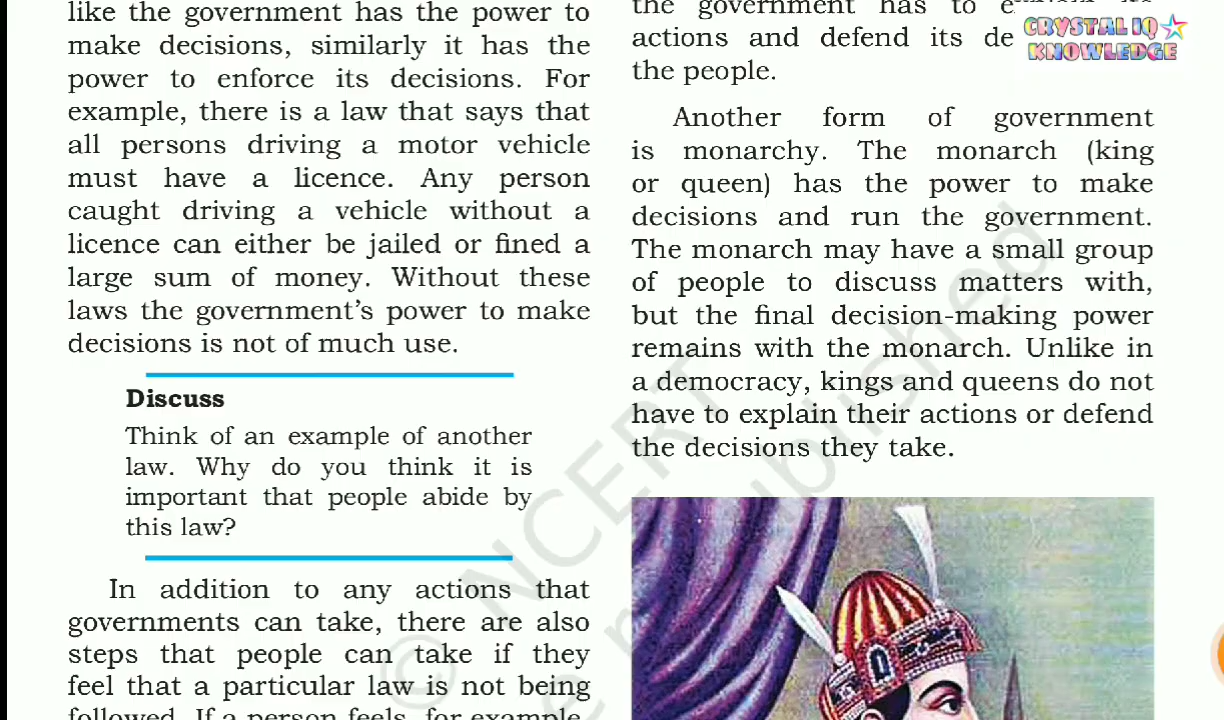 like the government has the power to
make decisions, similarly it has the
power to enforce its decisions. For
example, there is a law that says that
all persons driving a motor vehicle
must have a licence. Any person
caught driving a vehicle without a
licence can either be jailed or fined a
large sum of money. Without these
laws the government’s power to make
decisions is not of much use.
Discuss
Think of an example of another
law. Why do you think it is
important that people abide by
this law?
In addition to any actions that
governments can take, there are also
steps that people can take if they
feel that a particular law is not being
followed. If a person feels, for example,
the government has to
actions and defend its de
the people.
CRYSTAL IQ
KNOWLEDGE
Another form of government
is monarchy. The monarch (king
or queen) has the power to make
decisions and run the government.
The monarch may have a small group
of people to discuss matters with,
but the final decision-making power
remains with the monarch. Unlike in
a democracy, kings and queens do not
have to explain their actions or defend
the decisions they take.
© NCERT